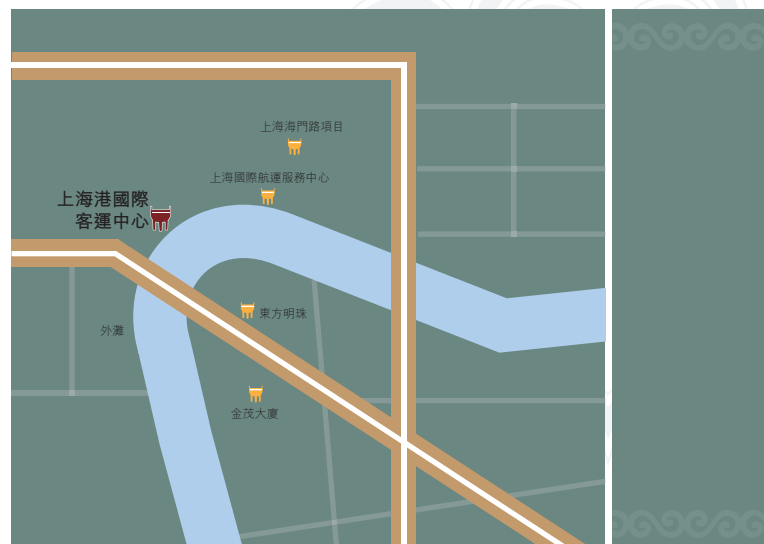 上海海門路項目
上海國際航運服務中心
上海港國際
客運中心
東方明珠
外灘
金茂大廈